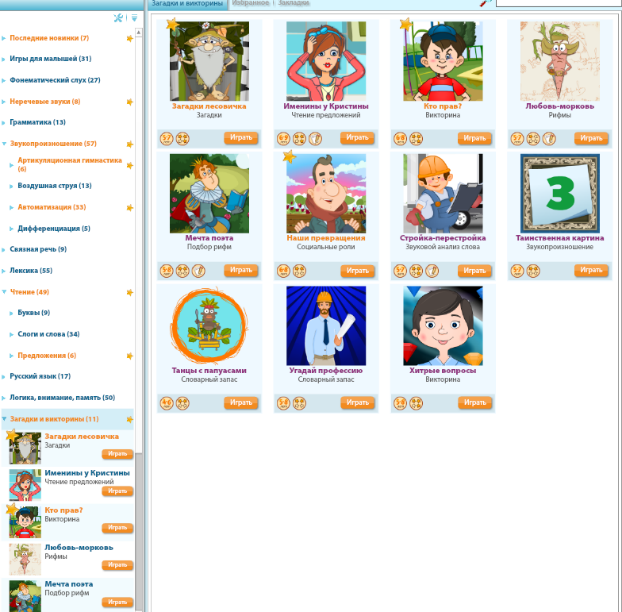 Загадки и викторины
Избранное
Закладки
Последние новинки (7)
Игры для малышей (31)
Фонематический слух (27)
Неречевые звуки (8)
Грамматика (13)
Звукопроизношение (57)
Артикуляционная гимнастика
(6)
Воздушная струя (13)
Автоматизация (33)
Дифференциация (5)
Связная речь (9)
Лексика (55)
Чтение (49)
Буквы (9)
Слоги и слова (34)
Предложения (6)
Русский язык (17)
Логика, внимание, память (50)
Загадки и викторины (11)
Загадки лесовичка
Загадки
Играть
Именины у Кристины
Чтение предложений
Играть
Кто прав?
Викторина
Играть
Любовь-морковь
Рифмы
Играть
Мечта поэта
Подбор рифм
Играть
Загадки лесовичка
Загадки
Играть
Именины у Кристины
Чтение предложений
Играть
Кто прав?
Викторина
Играть
Любовь-морковь
Рифмы
Играть
Мечта поэта
Подбор рифм
Играть
Наши превращения
Социальные роли
Играть
Стройка-перестройка
Звуковой анализ слова
Играть
3
Таинственная картина
Звукопроизношение
Играть
Танцы с папуасами
Словарный запас
Играть
Угадай профессию
Словарный запас
Играть
Хитрые вопросы
Викторина
Играть